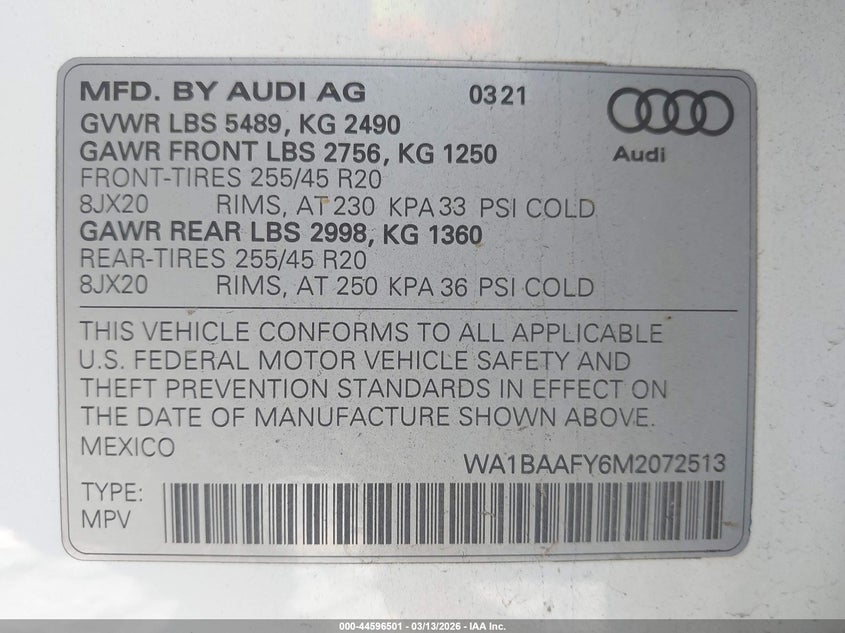 MFD. BY AUDI AG 03 21
GVWR LBS 5489, KG 2490
GAWR FRONT LBS 2756, KG 1250
Audi
FRONT-TIRES 255/45 R20
8JX20 RIMS, AT 230 KPA 33 PSI COLD
GAWR REAR LBS 2998, KG 1360
REAR-TIRES 255/45 R20
8JX20 RIMS, AT 250 KPA 36 PSI COLD
THIS VEHICLE CONFORMS TO ALL APPLICABLE
U.S. FEDERAL MOTOR VEHICLE SAFETY AND
THEFT PREVENTION STANDARDS IN EFFECT ON
THE DATE OF MANUFACTURE SHOWN ABOVE.
MEXICO
WA1BAAFY6M2072513
TYPE:
MPV
000-44596501 | 03/13/2026 - IAA Inc.